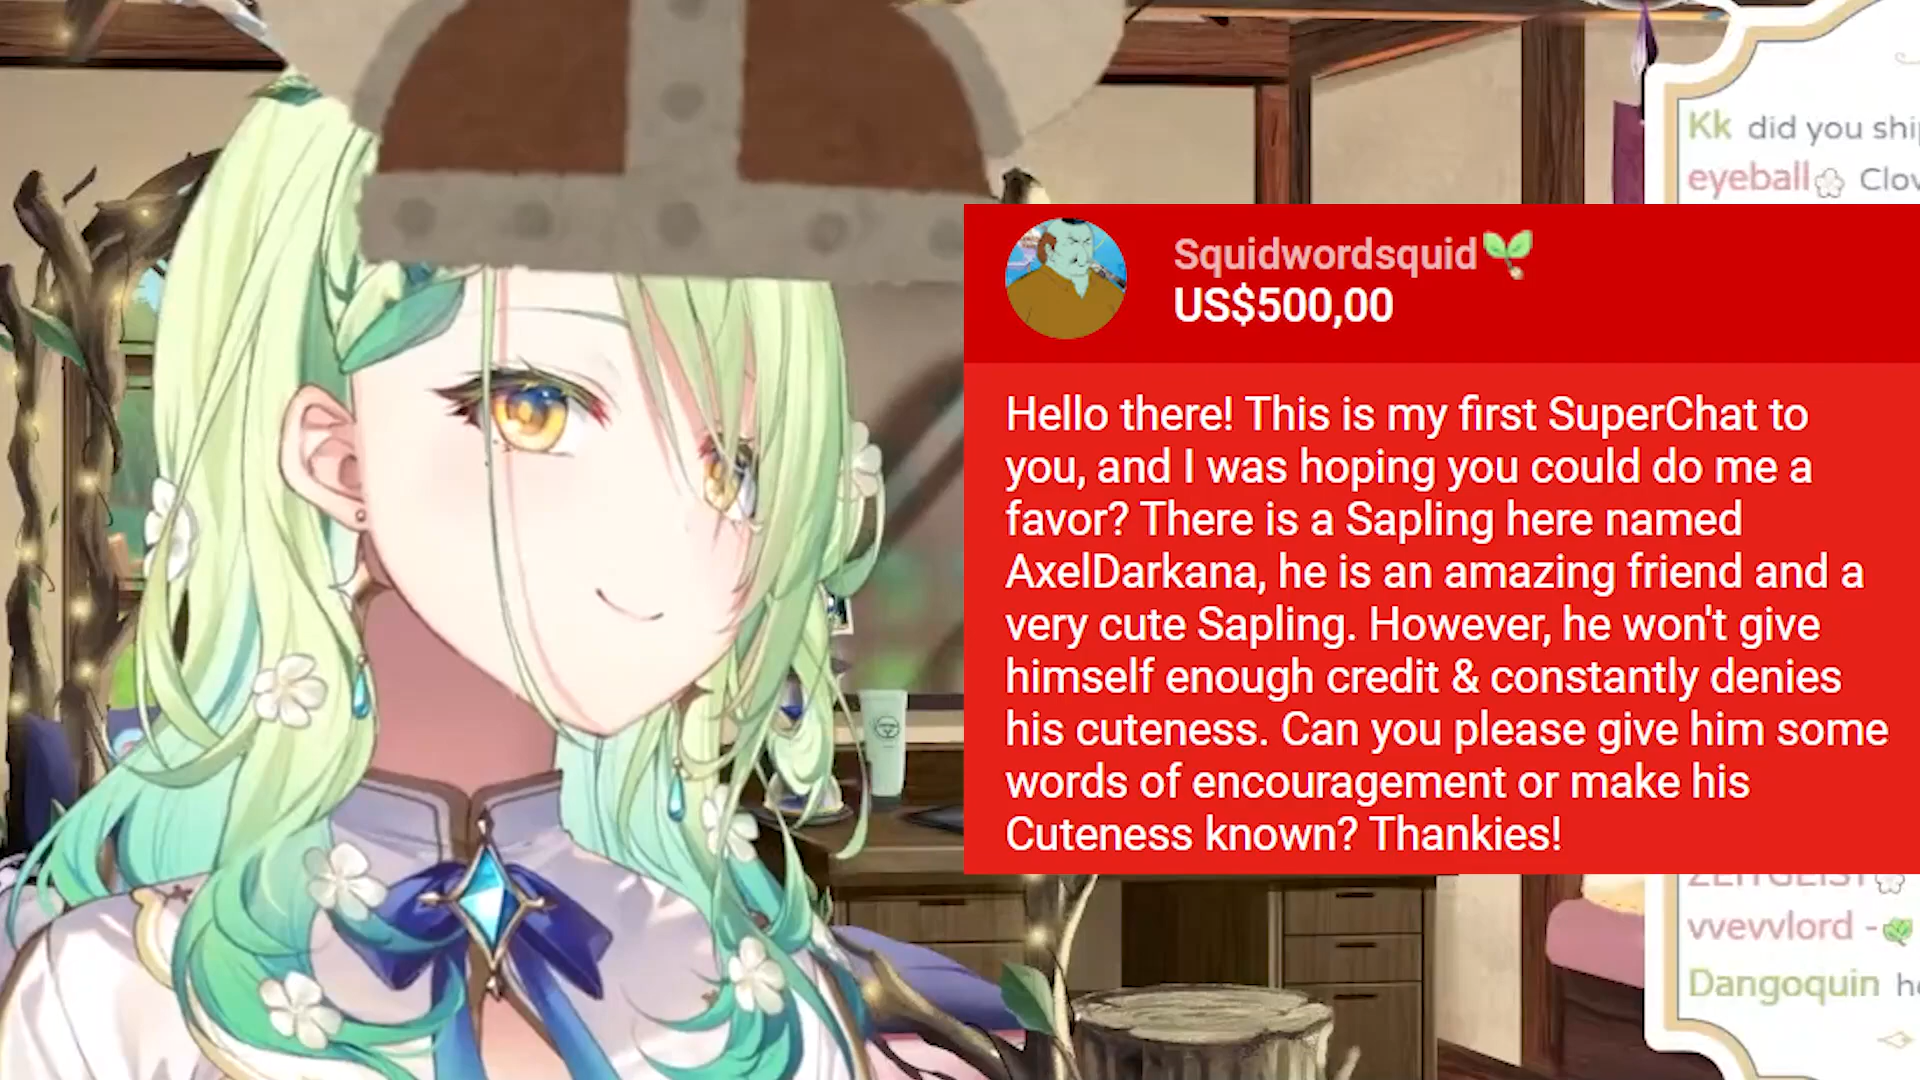 Kk did you
eyeball
Squidwordsquid
US$500,00
Hello there! This is my first SuperChat to
you, and I was hoping you could do me a
favor? There is a Sapling here named
AxelDarkana, he is an amazing friend and a
very cute Sapling. However, he won't give
himself enough credit & constantly denies
his cuteness. Can you please give him some
words of encouragement or make his
Cuteness known? Thankies!
ZEITGEIST
vvevvlord -
Dangoquin